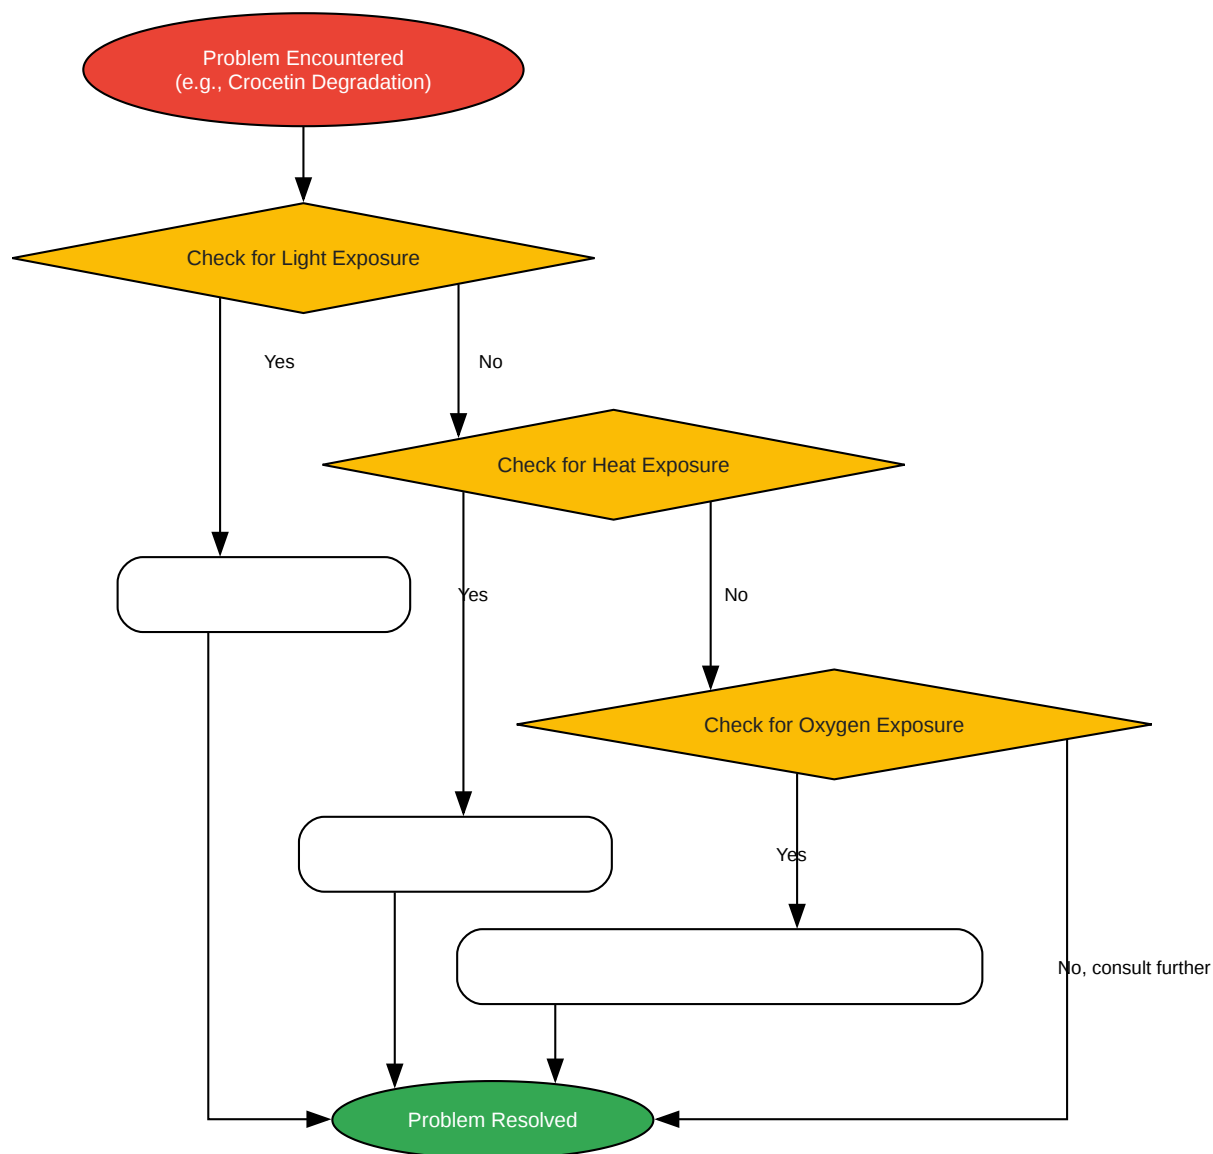 Problem Encountered
(e.g., Crocetin Degradation)
Check for Light Exposure
Yes
No
Check for Heat Exposure
Yes
No
Check for Oxygen Exposure
Yes
No, consult further
Problem Resolved